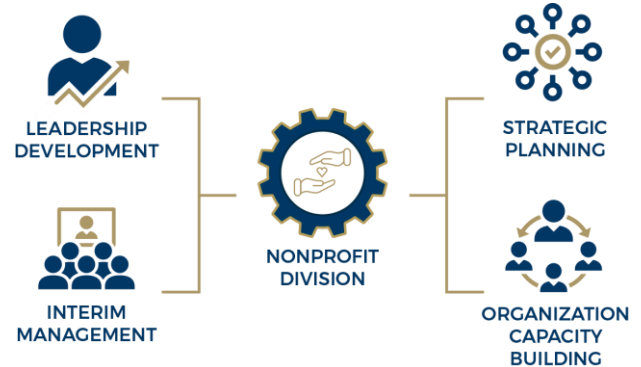 LEADERSHIP
DEVELOPMENT
INTERIM
MANAGEMENT
NONPROFIT
DIVISION
STRATEGIC
PLANNING
ORGANIZATION
CAPACITY
BUILDING